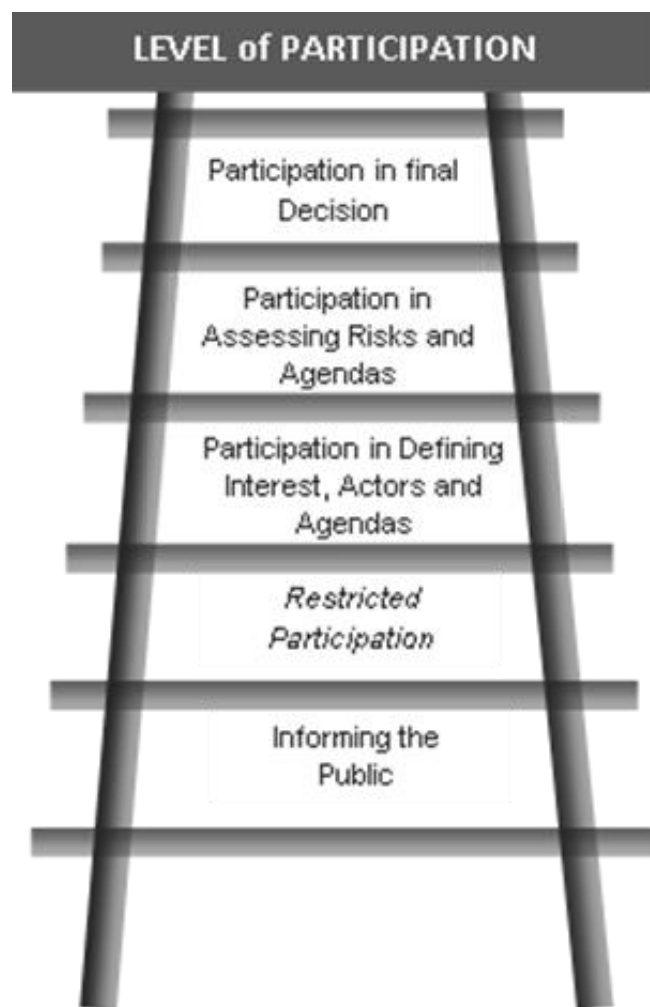 LEVEL of PARTICIPATION
Participation in final
Decision
Participation in
Assessing Risks and
Agendas
Participation in Defining
Interest, Actors and
Agendas
Restricted
Participation
Informing the
Public